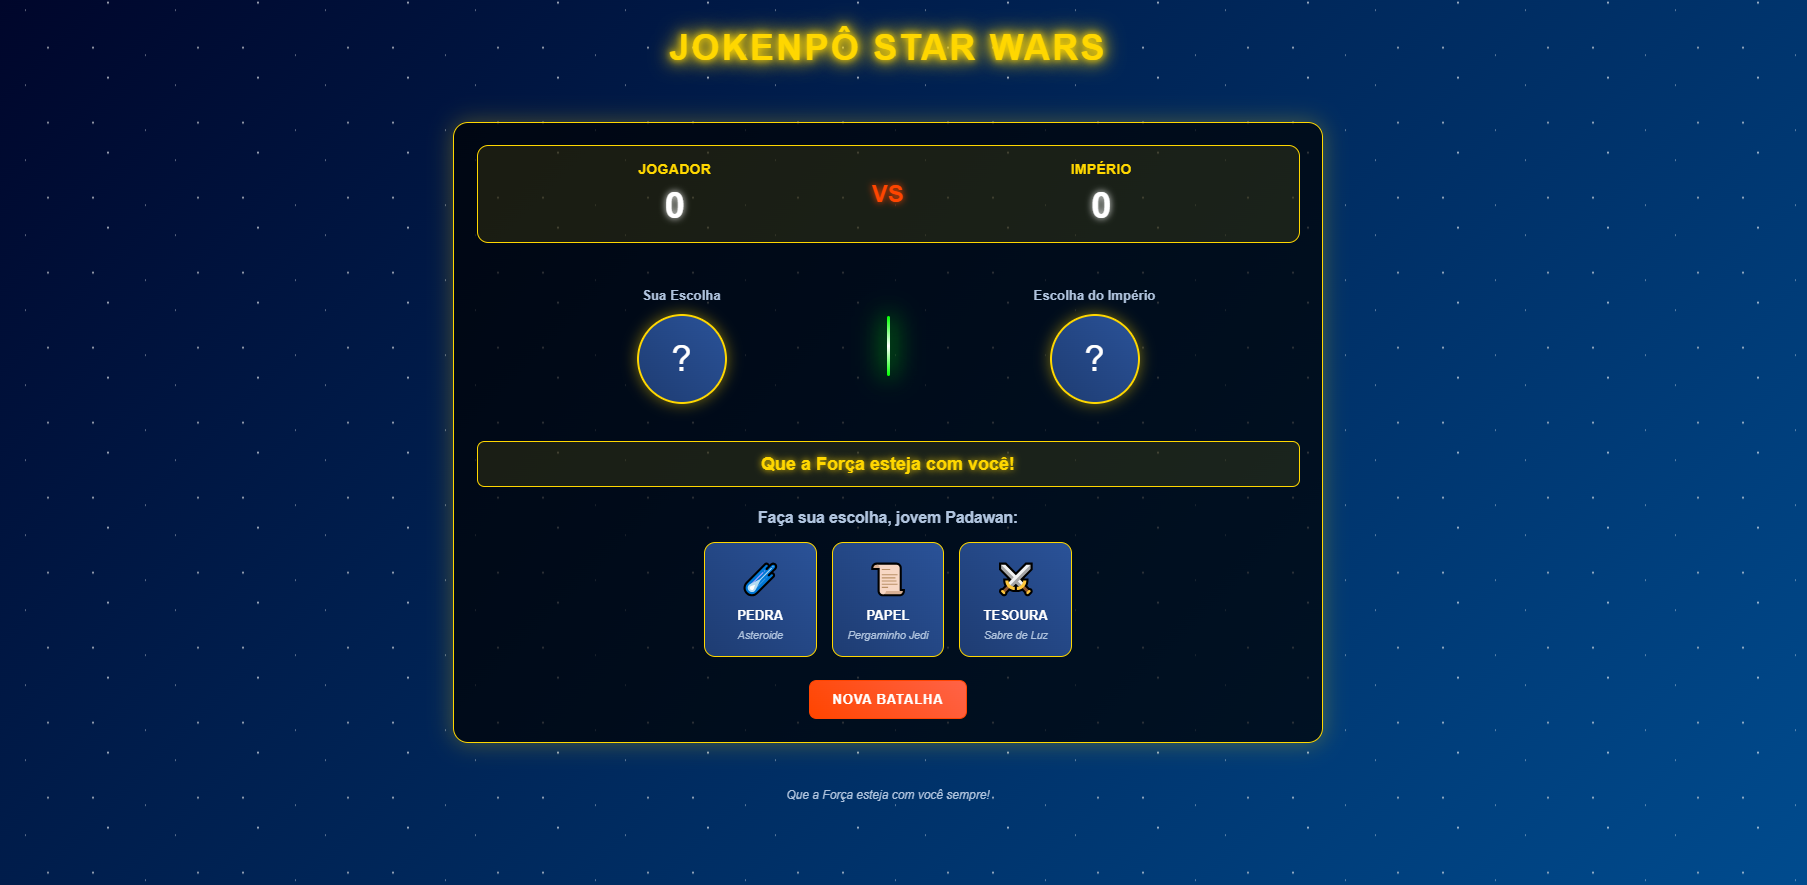 JOKENPÔ STAR WARS
JOGADOR
0
VS
IMPÉRIO
0
Sua Escolha
?
Escolha do Império
?
Que a Força esteja com você!
Faça sua escolha, jovem Padawan:
PEDRA
Asteroide
PAPEL
Pergaminho Jedi
TESOURA
Sabre de Luz
NOVA BATALHA
Que a Força esteja com você sempre!